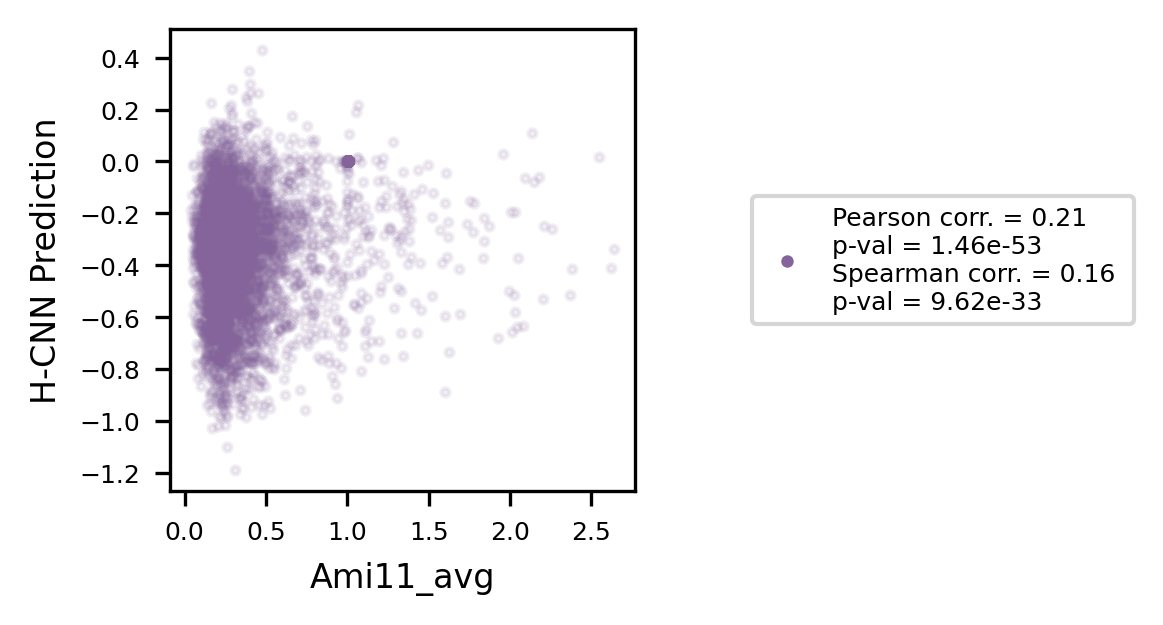 0.4
0.2
0.0
−0.2
−0.4
−0.6
−0.8
−1.0
−1.2
H-CNN Prediction
0.0 0.5 1.0 1.5 2.0 2.5
Ami11_avg
Pearson corr. = 0.21
p-val = 1.46e-53
Spearman corr. = 0.16
p-val = 9.62e-33